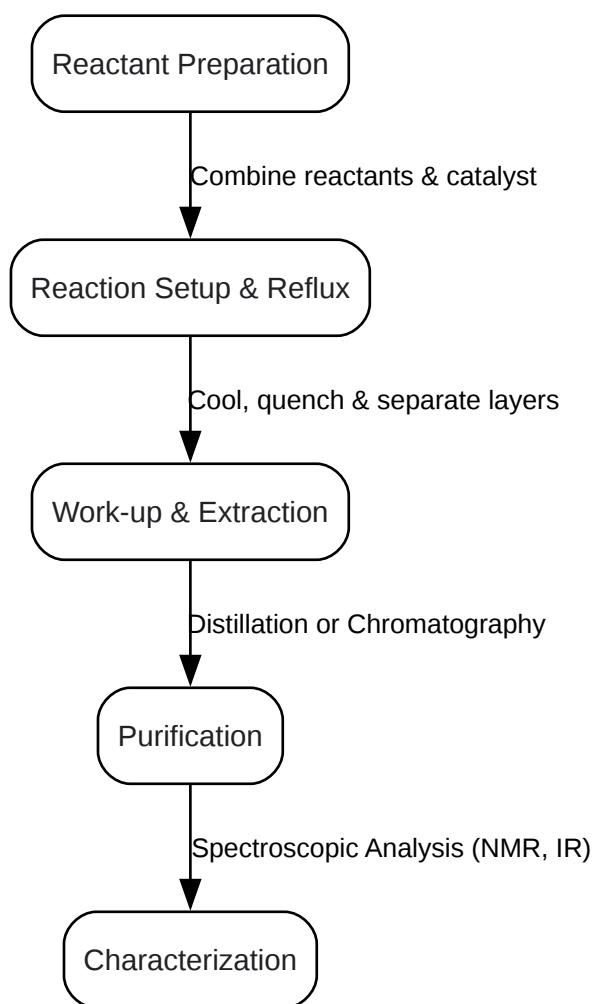 Reactant Preparation
Combine reactants & catalyst
Reaction Setup & Reflux
Cool, quench & separate layers
Work-up & Extraction
Distillation or Chromatography
Purification
Spectroscopic Analysis (NMR, IR)
Characterization